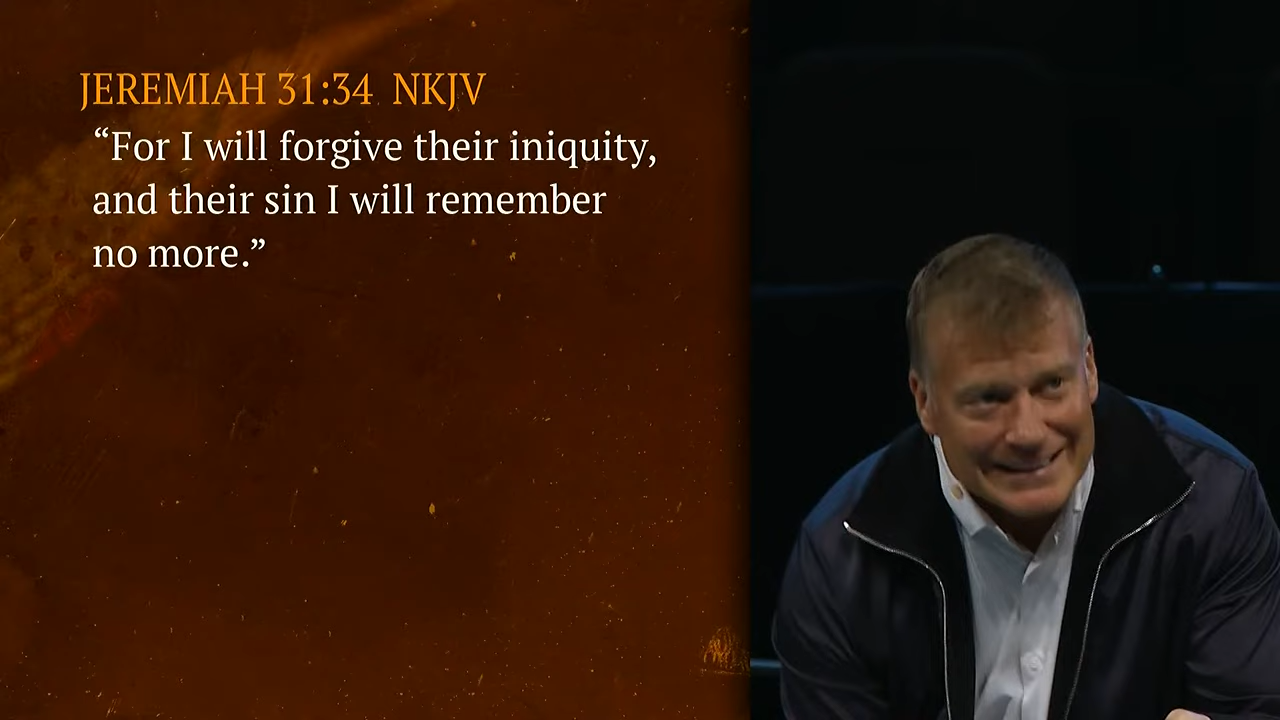 JEREMIAH 31:34 NKJV
“For I will forgive their iniquity,
and their sin I will remember
no more.”